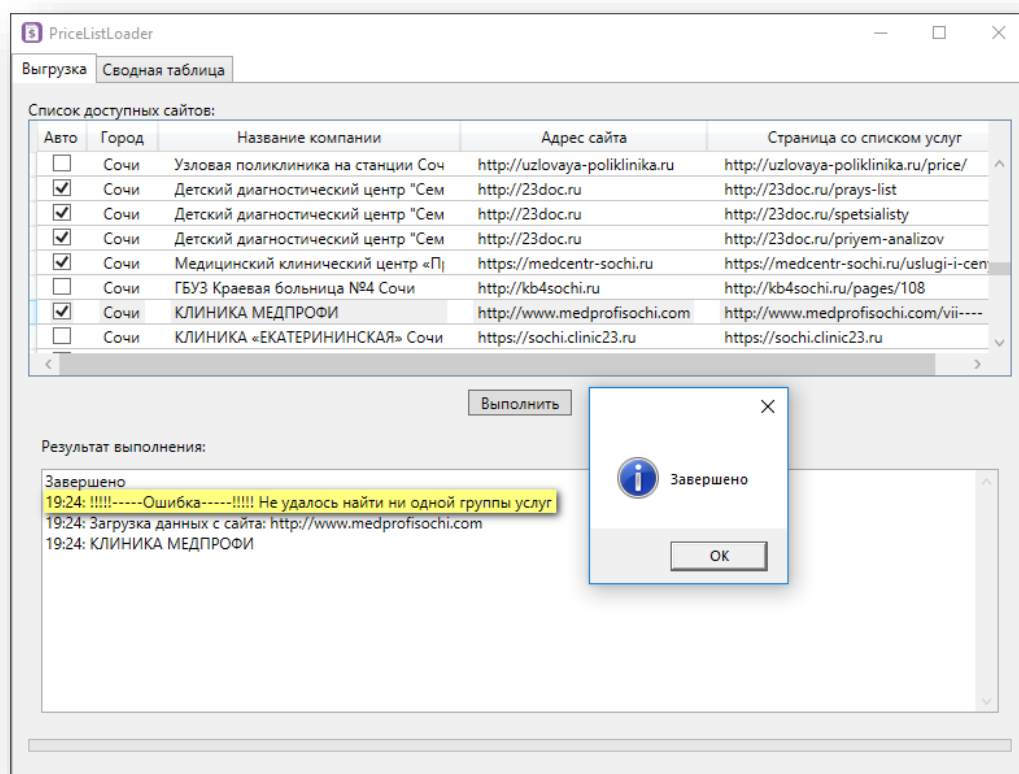 PriceListLoader
Выгрузка Сводная таблица
Список доступных сайтов:
Авто Город Название компании Адрес сайта Страница со списком услуг
Сочи Узловая поликлиника на станции Соч http://uzlovaya-poliklinika.ru http://uzlovaya-poliklinika.ru/price/
Сочи Детский диагностический центр "Сем http://23doc.ru http://23doc.ru/prays-list
Сочи Детский диагностический центр "Сем http://23doc.ru http://23doc.ru/spetsialisty
Сочи Детский диагностический центр "Сем http://23doc.ru http://23doc.ru/priyem-analizov
Сочи Медицинский клинический центр «Пр https://medcentr-sochi.ru https://medcentr-sochi.ru/uslugi-i-cen
Сочи ГБУЗ Краевая больница №4 Сочи http://kb4sochi.ru http://kb4sochi.ru/pages/108
Сочи КЛИНИКА МЕДПРОФИ http://www.medprofisochi.com http://www.medprofisochi.com/vii----
Сочи КЛИНИКА «ЕКАТЕРИНИНСКАЯ» Сочи https://sochi.clinic23.ru https://sochi.clinic23.ru
Выполнить
Результат выполнения:
Завершено
19:24: !!!!!-----Ошибка-----!!!!! Не удалось найти ни одной группы услуг
19:24: Загрузка данных с сайта: http://www.medprofisochi.com
19:24: КЛИНИКА МЕДПРОФИ
Завершено
ОК